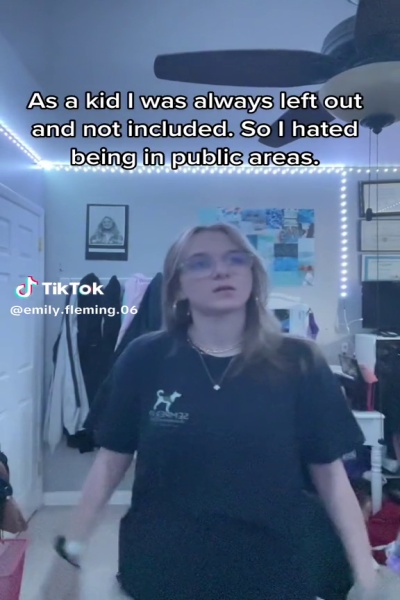 As a kid I was always left out
and not included. So I hated
being in public areas.
TikTok
@emily.fleming.06